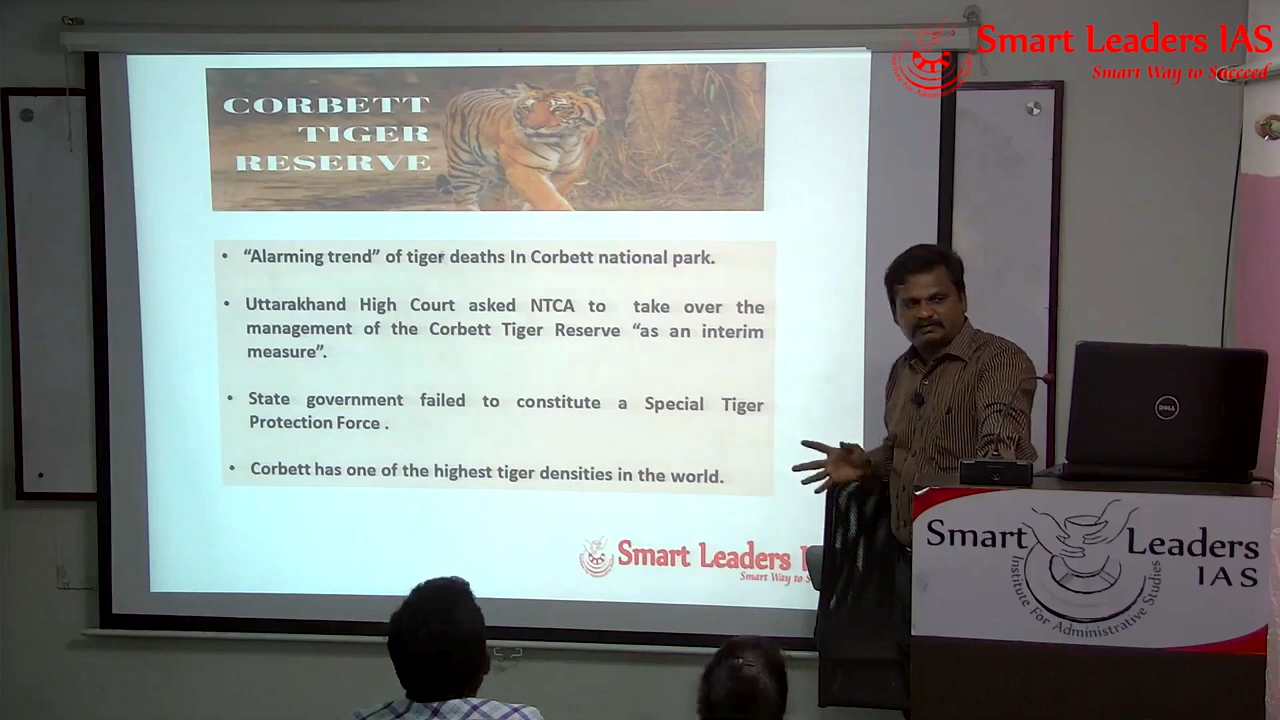 Smart Leaders IAS
Smart Way to Succeed
CORBETT
TIGER
RESERVE
• “Alarming trend” of tiger deaths In Corbett national park.
• Uttarakhand High Court asked NTCA to take over the
management of the Corbett Tiger Reserve “as an interim
measure”.
• State government failed to constitute a Special Tiger
Protection Force .
• Corbett has one of the highest tiger densities in the world.
Smart Leaders I
Smart Way to S
DELL
Smart Leaders
IAS
Institute For Administrative Studies